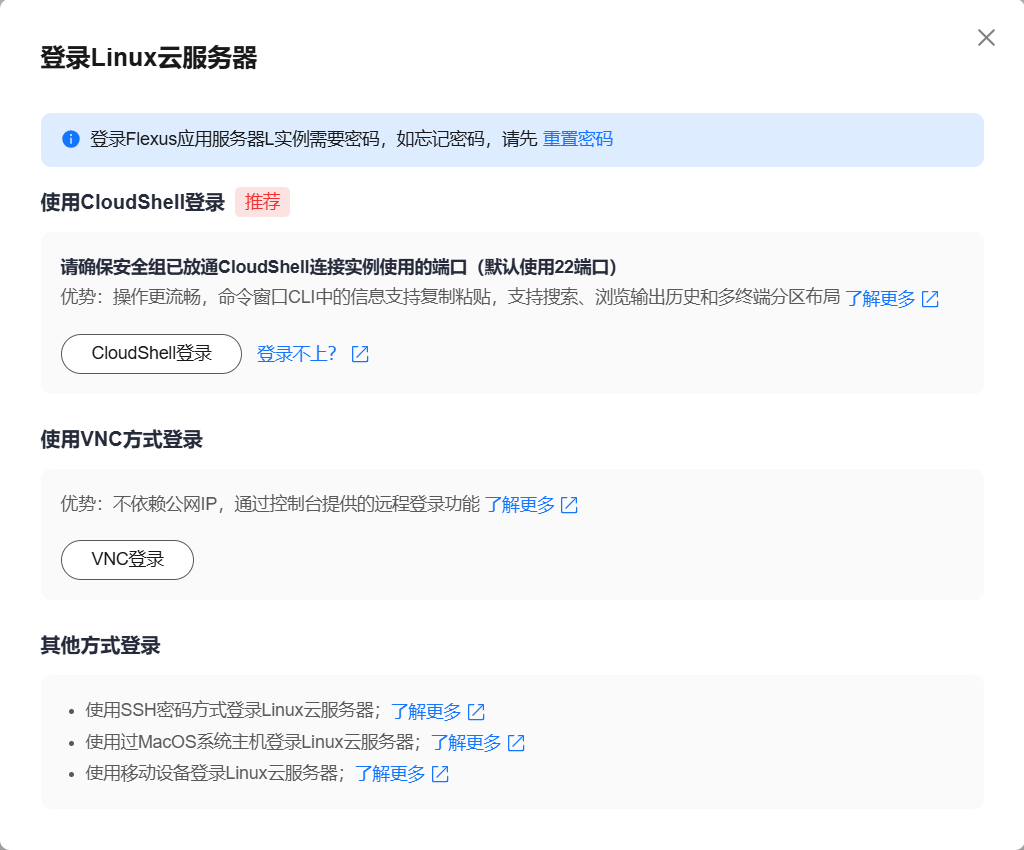 登录Linux云服务器
登录Flexus应用服务器L实例需要密码，如忘记密码，请先 重置密码
使用CloudShell登录 推荐
请确保安全组已放通CloudShell连接实例使用的端口（默认使用22端口）
优势：操作更流畅，命令窗口CLI中的信息支持复制粘贴，支持搜索、浏览输出历史和多终端分区布局 了解更多
CloudShell登录 登录不上？
使用VNC方式登录
优势：不依赖公网IP，通过控制台提供的远程登录功能 了解更多
VNC登录
其他方式登录
• 使用SSH密码方式登录Linux云服务器；了解更多
• 使用过MacOS系统主机登录Linux云服务器；了解更多
• 使用移动设备登录Linux云服务器；了解更多